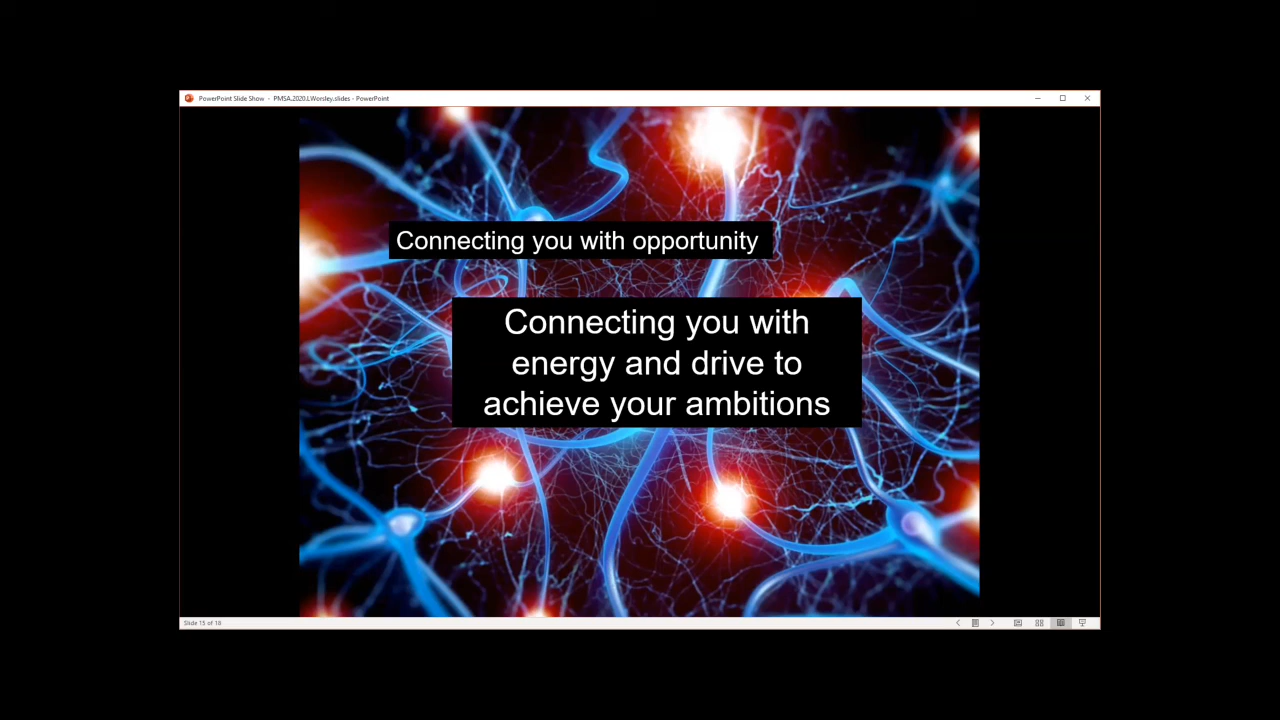 PowerPoint Slide Show - PMSA.2020.LWorsley.slides - PowerPoint
Connecting you with opportunity
Connecting you with
energy and drive to
achieve your ambitions
Slide 15 of 18